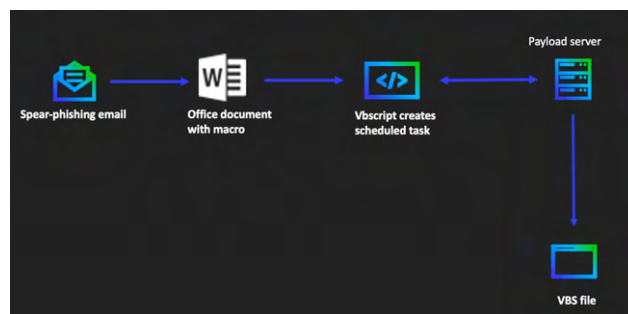 Payload server
W
</>
Spear-phishing email
Office document
with macro
Vbscript creates
scheduled task
VBS file